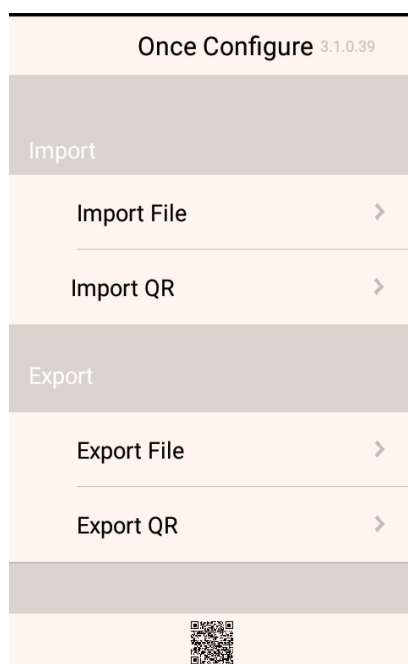 Once Configure 3.1.0.39
Import
Import File
Import QR
Export
Export File
Export QR